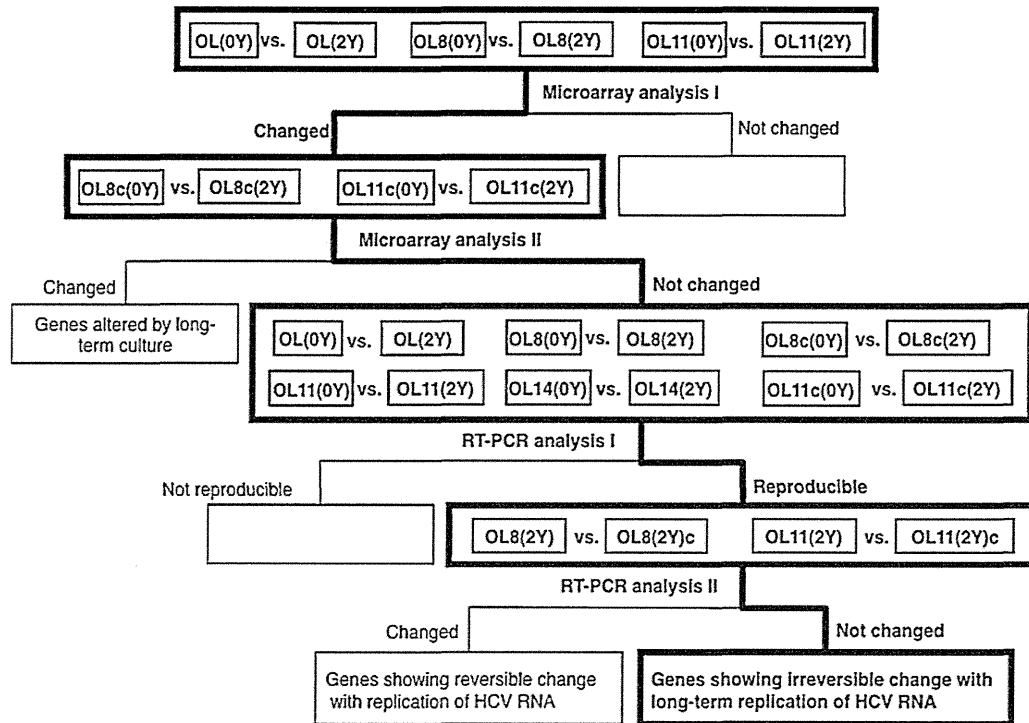 OL(0Y) vs. OL(2Y) OL8(0Y) vs. OL8(2Y) OL11(0Y) vs. OL11(2Y)
Microarray analysis I
Changed
Not changed
OL8c(0Y) vs. OL8c(2Y) OL11c(0Y) vs. OL11c(2Y)
Microarray analysis II
Changed
Not changed
Genes altered by long-
term culture
OL(0Y) vs. OL(2Y) OL8(0Y) vs. OL8(2Y) OL8c(0Y) vs. OL8c(2Y)
OL11(0Y) vs. OL11(2Y) OL14(0Y) vs. OL14(2Y) OL11c(0Y) vs. OL11c(2Y)
RT-PCR analysis I
Not reproducible
Reproducible
OL8(2Y) vs. OL8(2Y)c OL11(2Y) vs. OL11(2Y)c
RT-PCR analysis II
Changed
Not changed
Genes showing reversible change
with replication of HCV RNA
Genes showing irreversible change with
long-term replication of HCV RNA